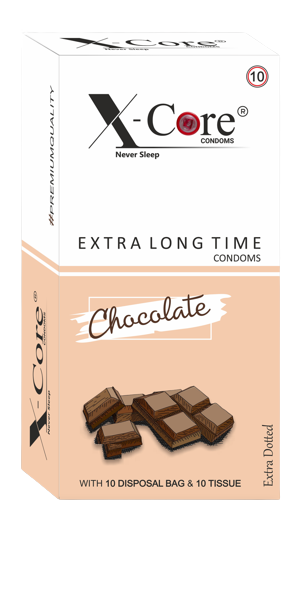 10
X-Core®
CONDOMS
Never Sleep
EXTRA LONG TIME
CONDOMS
Chocolate
WITH 10 DISPOSAL BAG & 10 TISSUE
Extra Dotted
#PREMIUMQUALITY
X-Core®
CONDOMS
Never Sleep